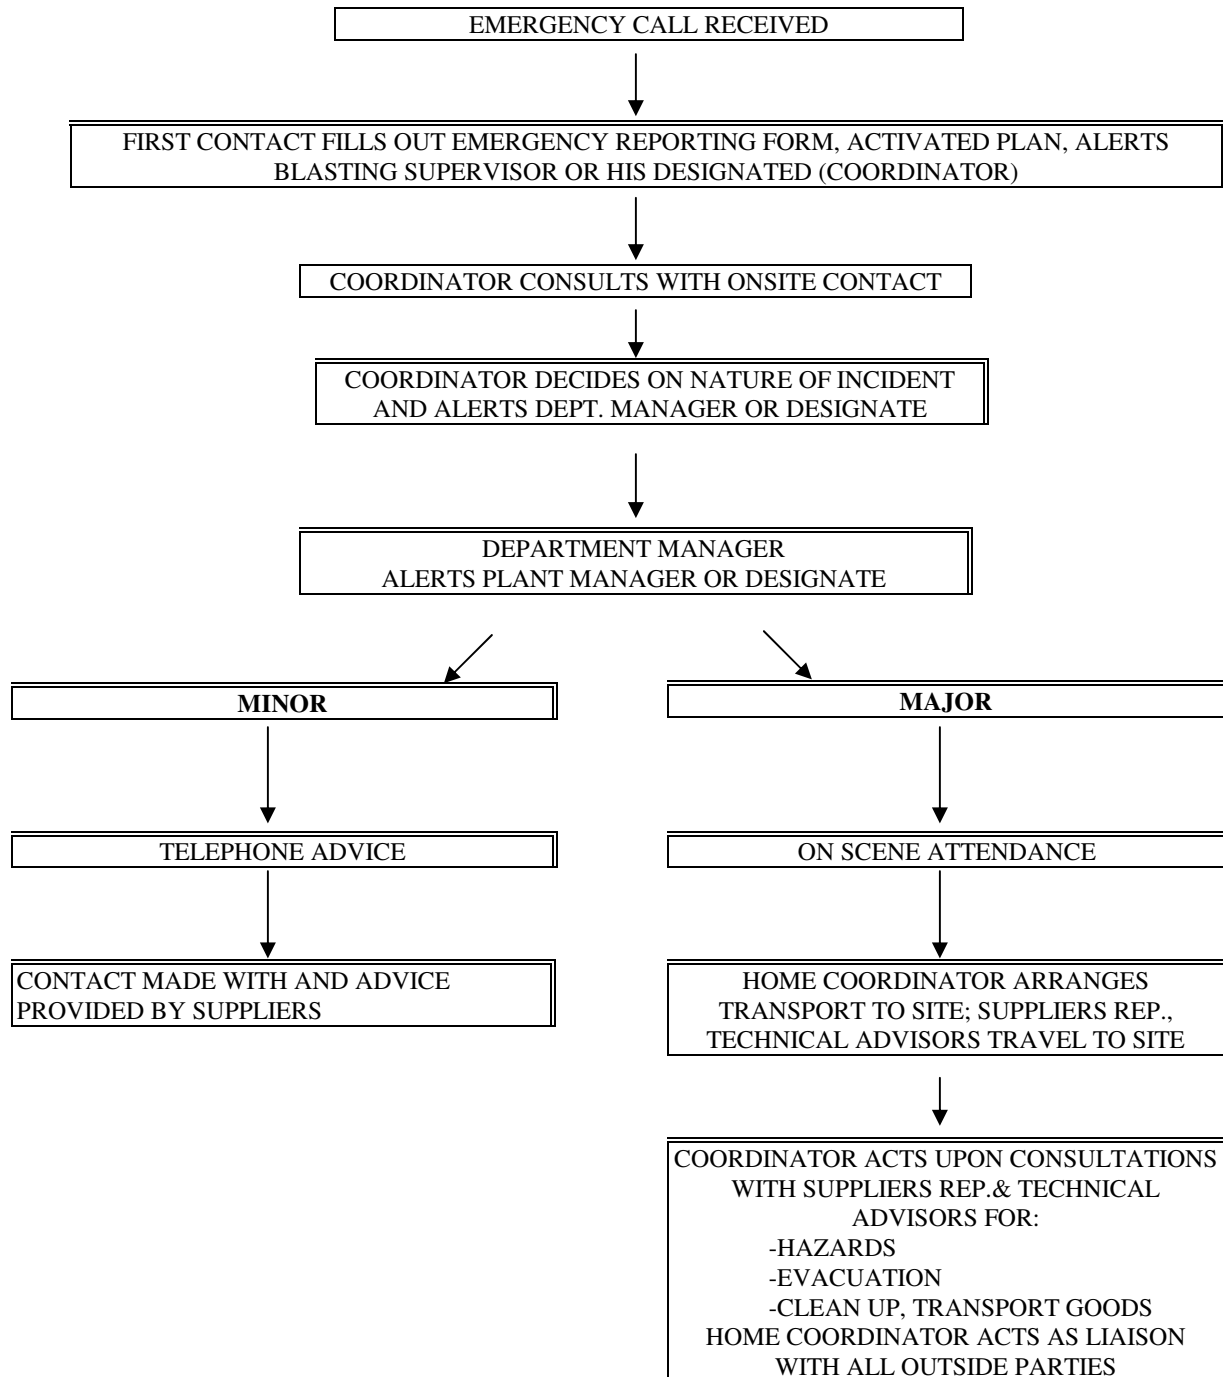 EMERGENCY CALL RECEIVED
FIRST CONTACT FILLS OUT EMERGENCY REPORTING FORM, ACTIVATED PLAN, ALERTS
BLASTING SUPERVISOR OR HIS DESIGNATED (COORDINATOR)
COORDINATOR CONSULTS WITH ONSITE CONTACT
COORDINATOR DECIDES ON NATURE OF INCIDENT
AND ALERTS DEPT. MANAGER OR DESIGNATE
DEPARTMENT MANAGER
ALERTS PLANT MANAGER OR DESIGNATE
MINOR
TELEPHONE ADVICE
CONTACT MADE WITH AND ADVICE
PROVIDED BY SUPPLIERS
MAJOR
ON SCENE ATTENDANCE
HOME COORDINATOR ARRANGES
TRANSPORT TO SITE; SUPPLIERS REP.,
TECHNICAL ADVISORS TRAVEL TO SITE
COORDINATOR ACTS UPON CONSULTATIONS
WITH SUPPLIERS REP.& TECHNICAL
ADVISORS FOR:
-HAZARDS
-EVACUATION
-CLEAN UP, TRANSPORT GOODS
HOME COORDINATOR ACTS AS LIAISON
WITH ALL OUTSIDE PARTIES